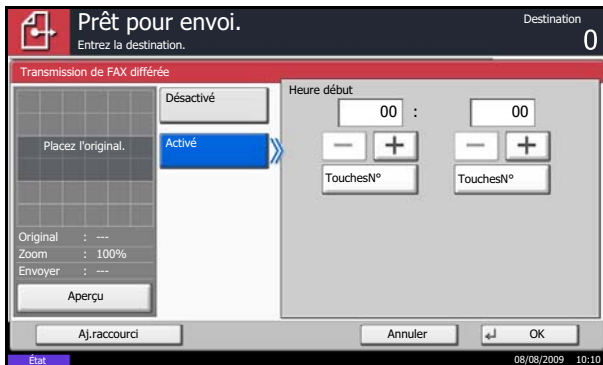 Prêt pour envoi.
Entrez la destination.
Destination
0
Transmission de FAX différée
Placez l'original.
Original : ---
Zoom : 100%
Envoyer : ---
Aperçu
Désactivé
Activé
Heure début
00 : 00
TouchesN° TouchesN°
Aj.raccourci
Annuler
OK
État
08/08/2009 10:10